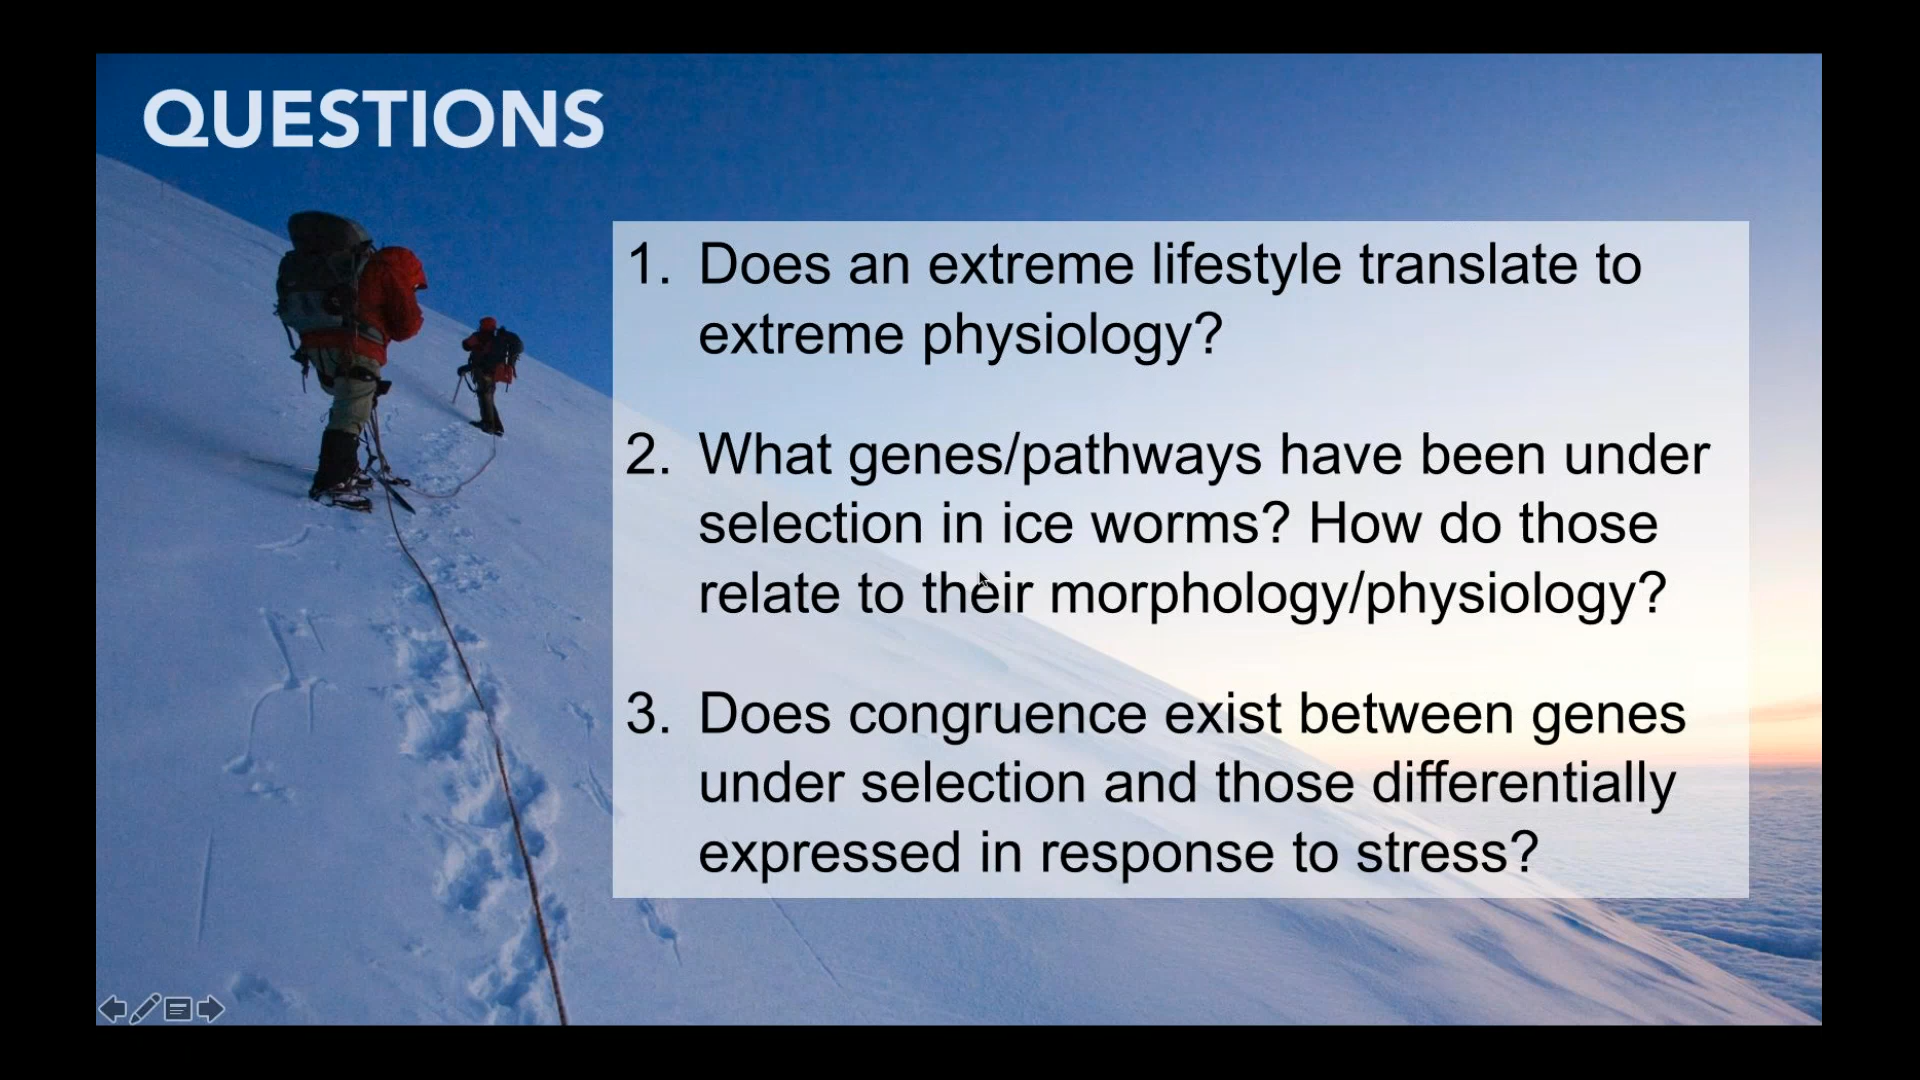 QUESTIONS
1. Does an extreme lifestyle translate to
extreme physiology?
2. What genes/pathways have been under
selection in ice worms? How do those
relate to their morphology/physiology?
3. Does congruence exist between genes
under selection and those differentially
expressed in response to stress?